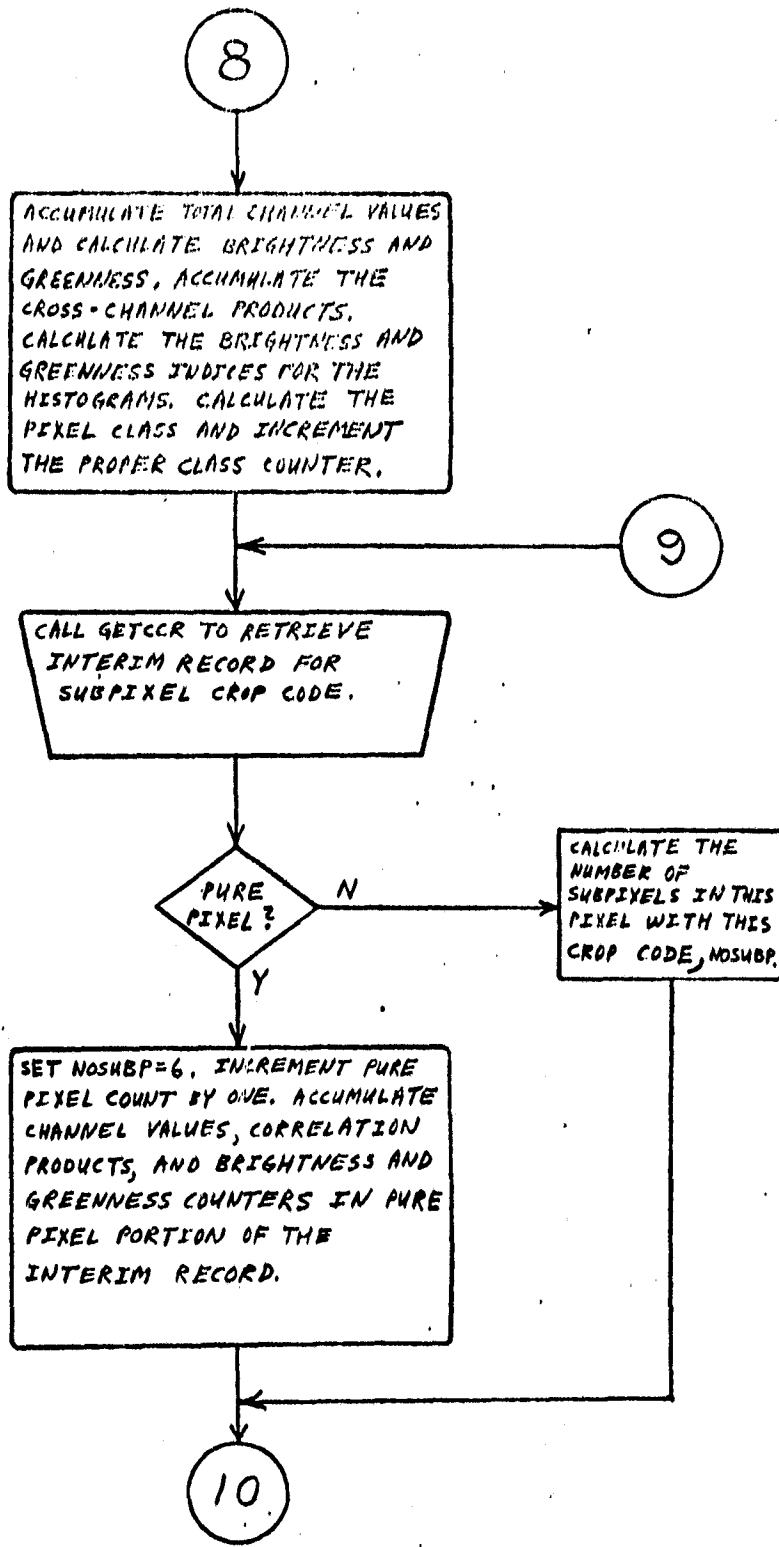 8
ACCUMULATE TOTAL CHANNEL VALUES
AND CALCULATE BRIGHTNESS AND
GREENNESS, ACCUMULATE THE
CROSS-CHANNEL PRODUCTS.
CALCULATE THE BRIGHTNESS AND
GREENNESS INDICES FOR THE
HISTOGRAMS. CALCULATE THE
PIXEL CLASS AND INCREMENT
THE PROPER CLASS COUNTER.
9
CALL GETCCR TO RETRIEVE
INTERIM RECORD FOR
SUBPIXEL CROP CODE.
PURE
PIXEL?
N
Y
CALCULATE THE
NUMBER OF
SUBPIXELS IN THIS
PIXEL WITH THIS
CROP CODE, NOSUBP.
SET NOSUBP=6. INCREMENT PURE
PIXEL COUNT BY ONE. ACCUMULATE
CHANNEL VALUES, CORRELATION
PRODUCTS, AND BRIGHTNESS AND
GREENNESS COUNTERS IN PURE
PIXEL PORTION OF THE
INTERIM RECORD.
10